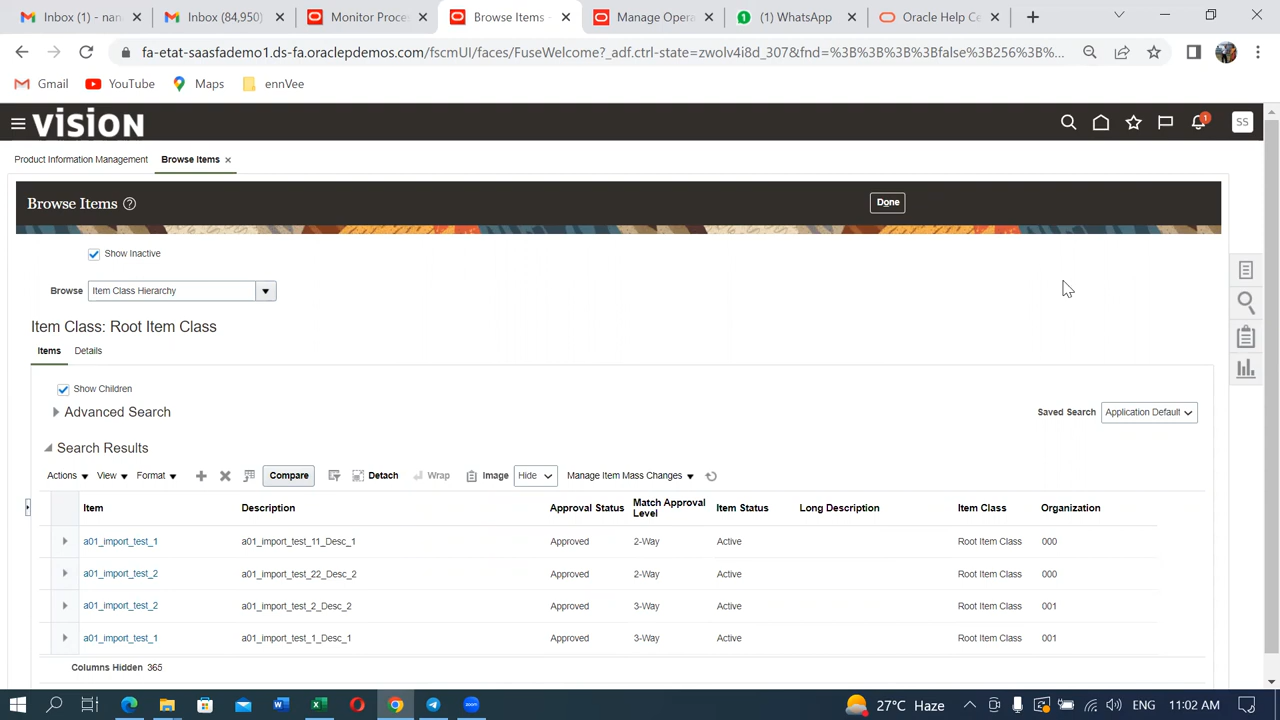 Inbox (1) - nan
Inbox (84,950)
Monitor Proce
Browse Items -
Manage Opera
(1) WhatsApp
Oracle Help Ce
fa-etat-saasfademo1.ds-fa.oraclepdemos.com/fscmUI/faces/FuseWelcome?_adf.ctrl-state=zwolv4lld_307&fnd=%3B%3B%3B%3Bfalse%3B256%3B%...
Gmail YouTube Maps ennVee
VISION
1
SS
Product Information Management Browse Items
Browse Items ? Done
Show Inactive
Browse Item Class Hierarchy
Item Class: Root Item Class
Items Details
Show Children
Advanced Search Saved Search Application Default
Search Results
Actions View Format Compare Detach Wrap Image Hide Manage Item Mass Changes
Item Description Approval Status Match Approval Level Item Status Long Description Item Class Organization
a01_import_test_1 a01_import_test_11_Desc_1 Approved 2-Way Active Root Item Class 000
a01_import_test_2 a01_import_test_22_Desc_2 Approved 2-Way Active Root Item Class 000
a01_import_test_2 a01_import_test_2_Desc_2 Approved 3-Way Active Root Item Class 001
a01_import_test_1 a01_import_test_1_Desc_1 Approved 3-Way Active Root Item Class 001
Columns Hidden 365
27°C Haze ENG 11:02 AM